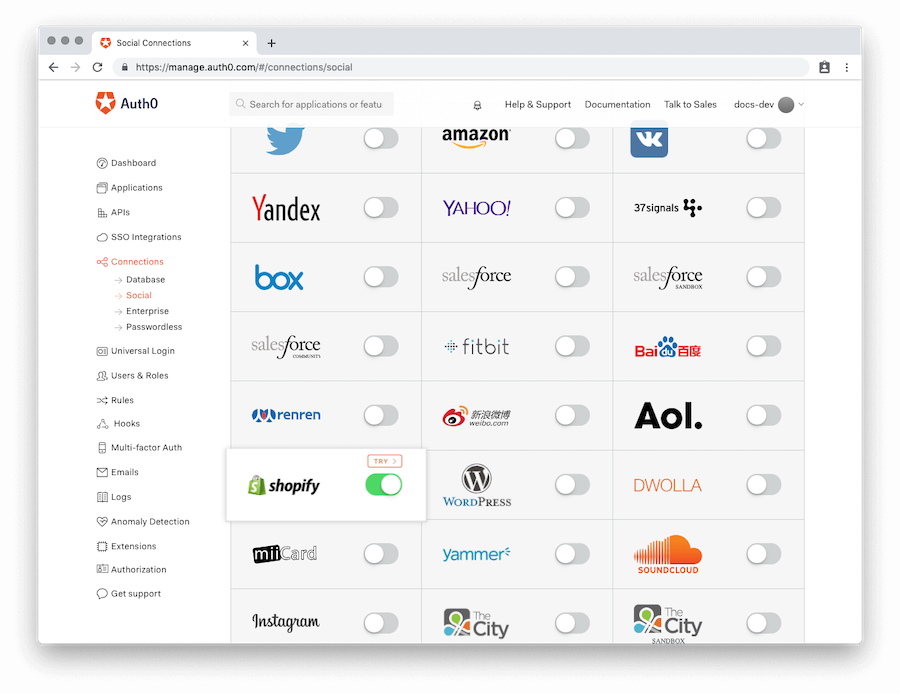 Social Connections
https://manage.auth0.com/#/connections/social
Auth0
Search for applications or featu
Help & Support
Documentation
Talk to Sales
docs-dev
Dashboard
Applications
APIs
SSO Integrations
Connections
Database
Social
Enterprise
Passwordless
Universal Login
Users & Roles
Rules
Hooks
Multi-factor Auth
Emails
Logs
Anomaly Detection
Extensions
Authorization
Get support
amazon
VK
Yandex
YAHOO!
37signals
box
salesforce
salesforce
SANDBOX
salesforce
COMMUNITY
fitbit
Bai du 百度
renren
新浪微博
weibo.com
Aol.
shopify
TRY >
WORDPRESS
DWOLLA
miiCard
yammer
SOUNDCLOUD
Instagram
The
City
The
City
SANDBOX